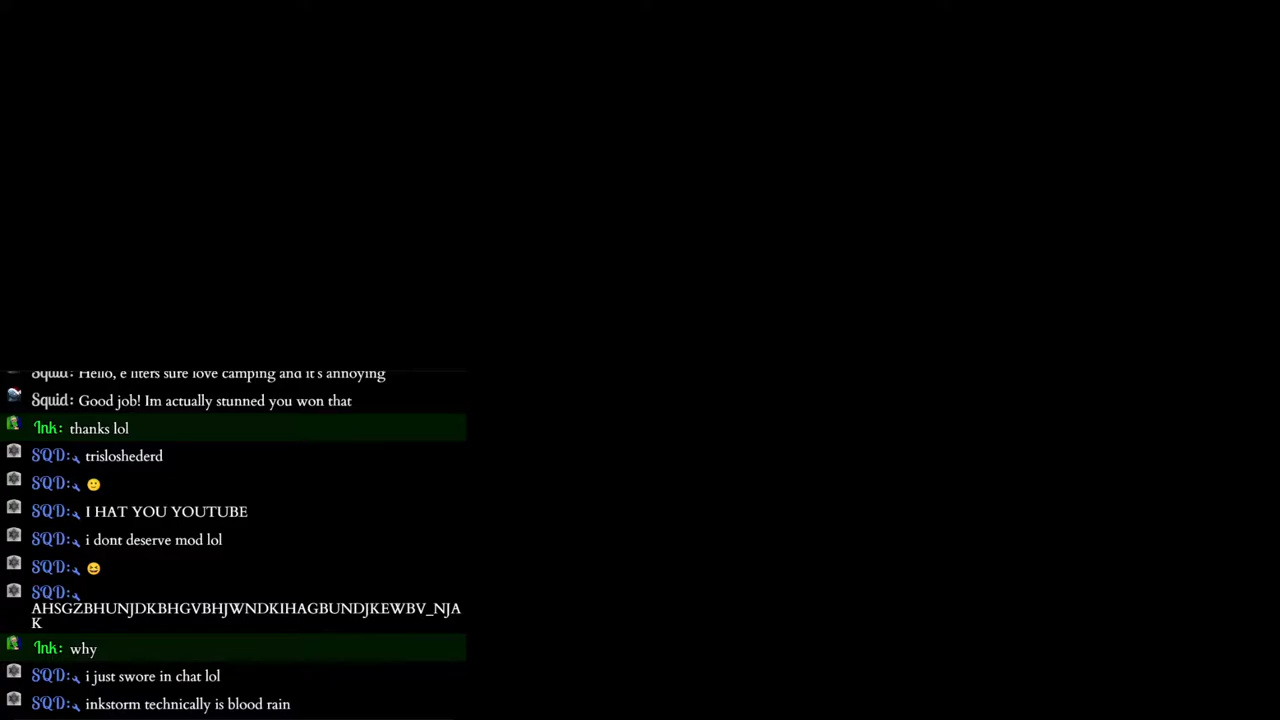 Squid: Hello, e liters sure love camping and it's annoying
Squid: Good job! Im actually stunned you won that
Ink: thanks lol
SQD: trisloshederd
SQD: 🙂
SQD: I HAT YOU YOUTUBE
SQD: i dont deserve mod lol
SQD: 😆
SQD:
AHSGZBHUNJDKBHGVBHJWNDKIHAGBUNDJKEWBV_NJA
K
Ink: why
SQD: i just swore in chat lol
SQD: inkstorm technically is blood rain